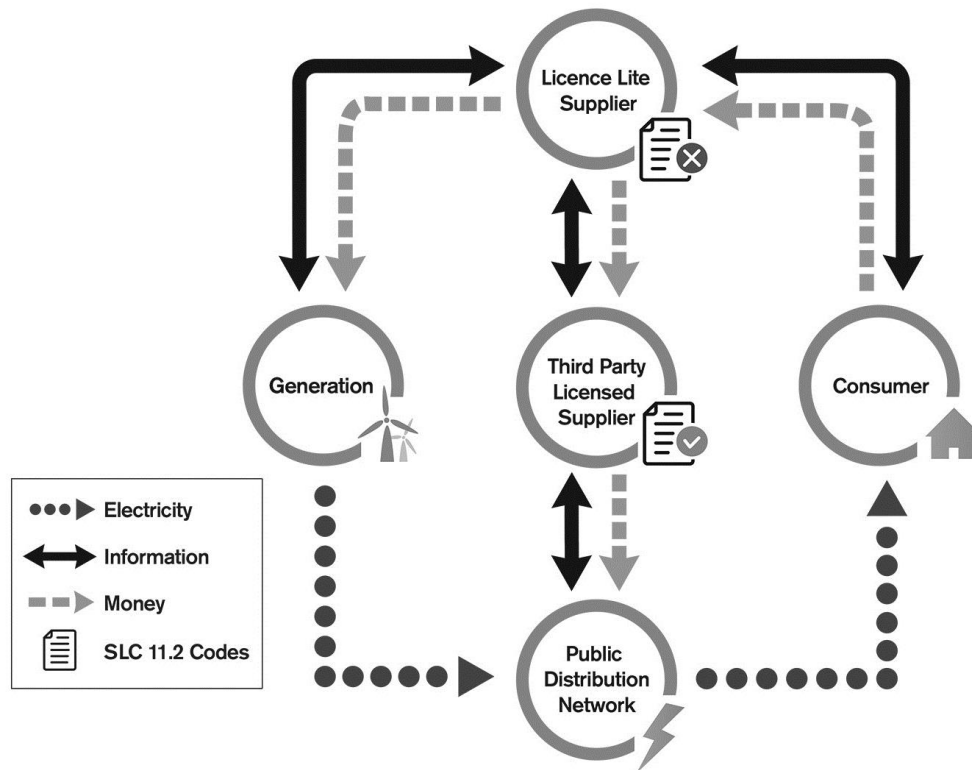 Licence Lite
Supplier
Generation
Third Party
Licensed
Supplier
Consumer
Electricity
Information
Money
SLC 11.2 Codes
Public
Distribution
Network